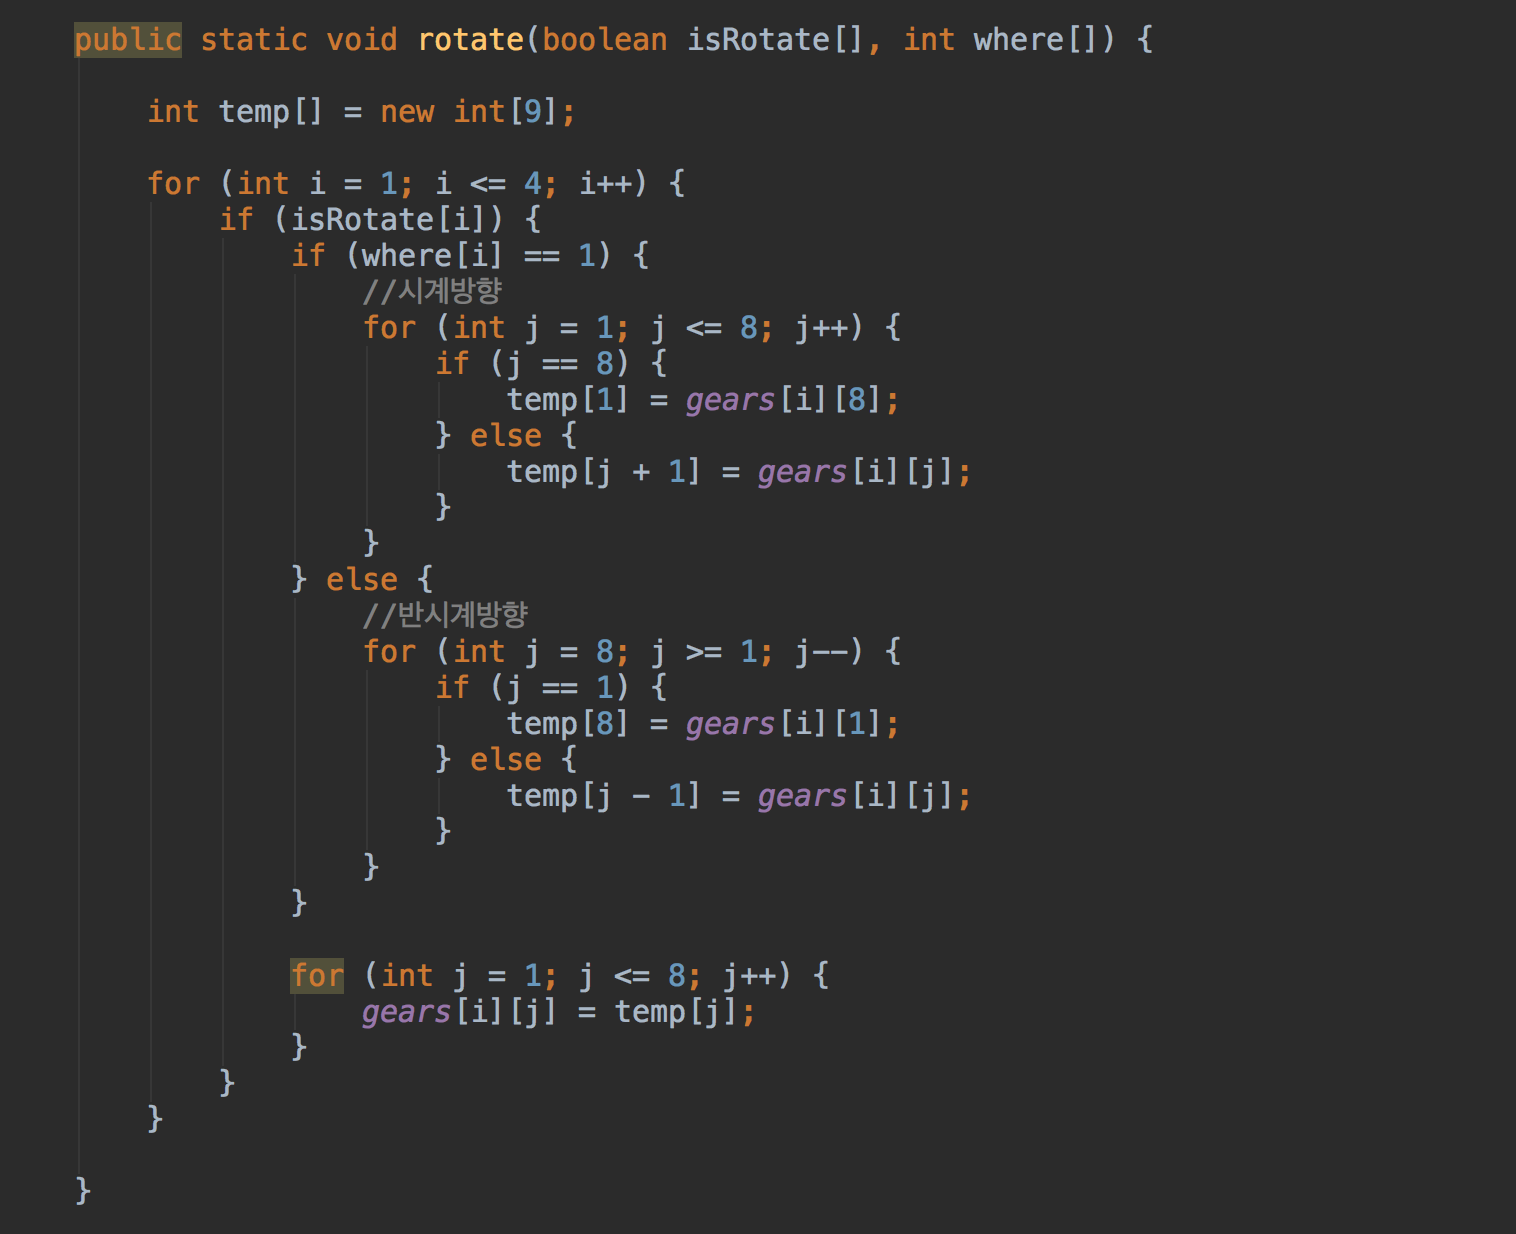 public static void rotate(boolean isRotate[], int where[]) {
int temp[] = new int[9];
for (int i = 1; i <= 4; i++) {
if (isRotate[i]) {
if (where[i] == 1) {
//시계방향
for (int j = 1; j <= 8; j++) {
if (j == 8) {
temp[1] = gears[i][8];
} else {
temp[j + 1] = gears[i][j];
}
}
} else {
//반시계방향
for (int j = 8; j >= 1; j--) {
if (j == 1) {
temp[8] = gears[i][1];
} else {
temp[j - 1] = gears[i][j];
}
}
}
for (int j = 1; j <= 8; j++) {
gears[i][j] = temp[j];
}
}
}
}